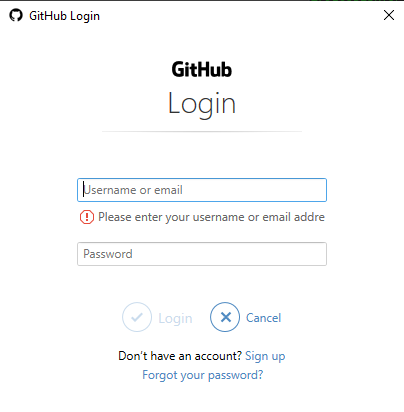 GitHub Login
GitHub
Login
Username or email
Please enter your username or email addre
Password
Login Cancel
Don't have an account? Sign up
Forgot your password?